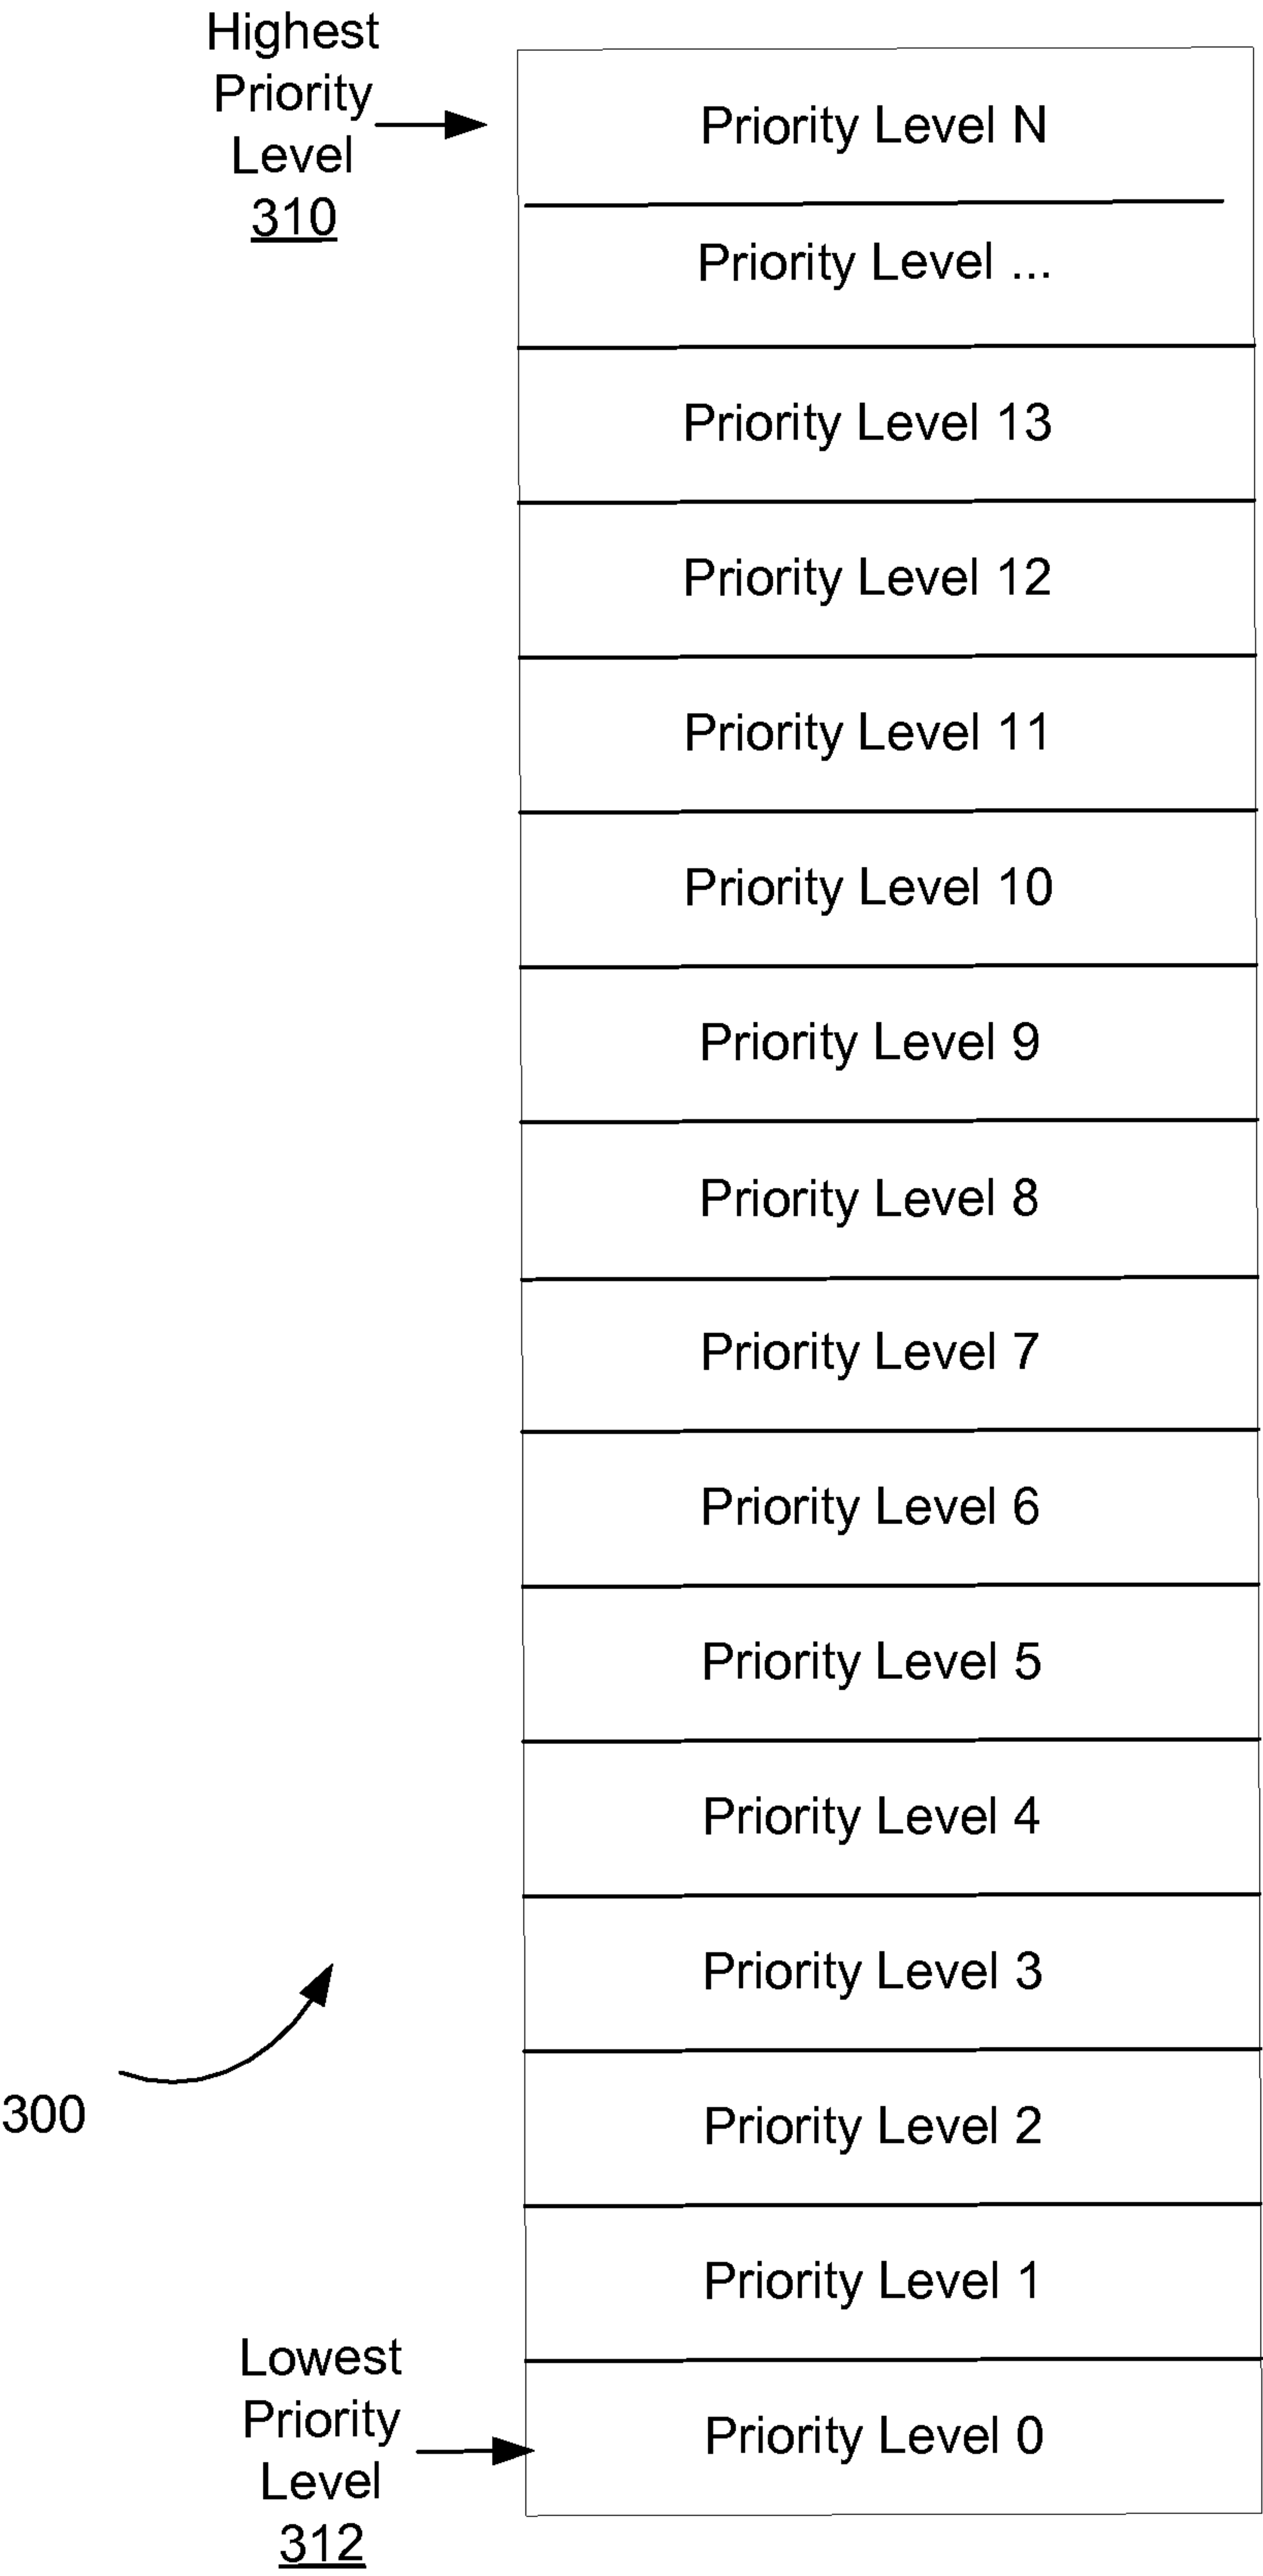 Highest
Priority
Level
310
Priority Level N
Priority Level ...
Priority Level 13
Priority Level 12
Priority Level 11
Priority Level 10
Priority Level 9
Priority Level 8
Priority Level 7
Priority Level 6
Priority Level 5
Priority Level 4
Priority Level 3
300
Priority Level 2
Priority Level 1
Lowest
Priority
Level
312
Priority Level 0